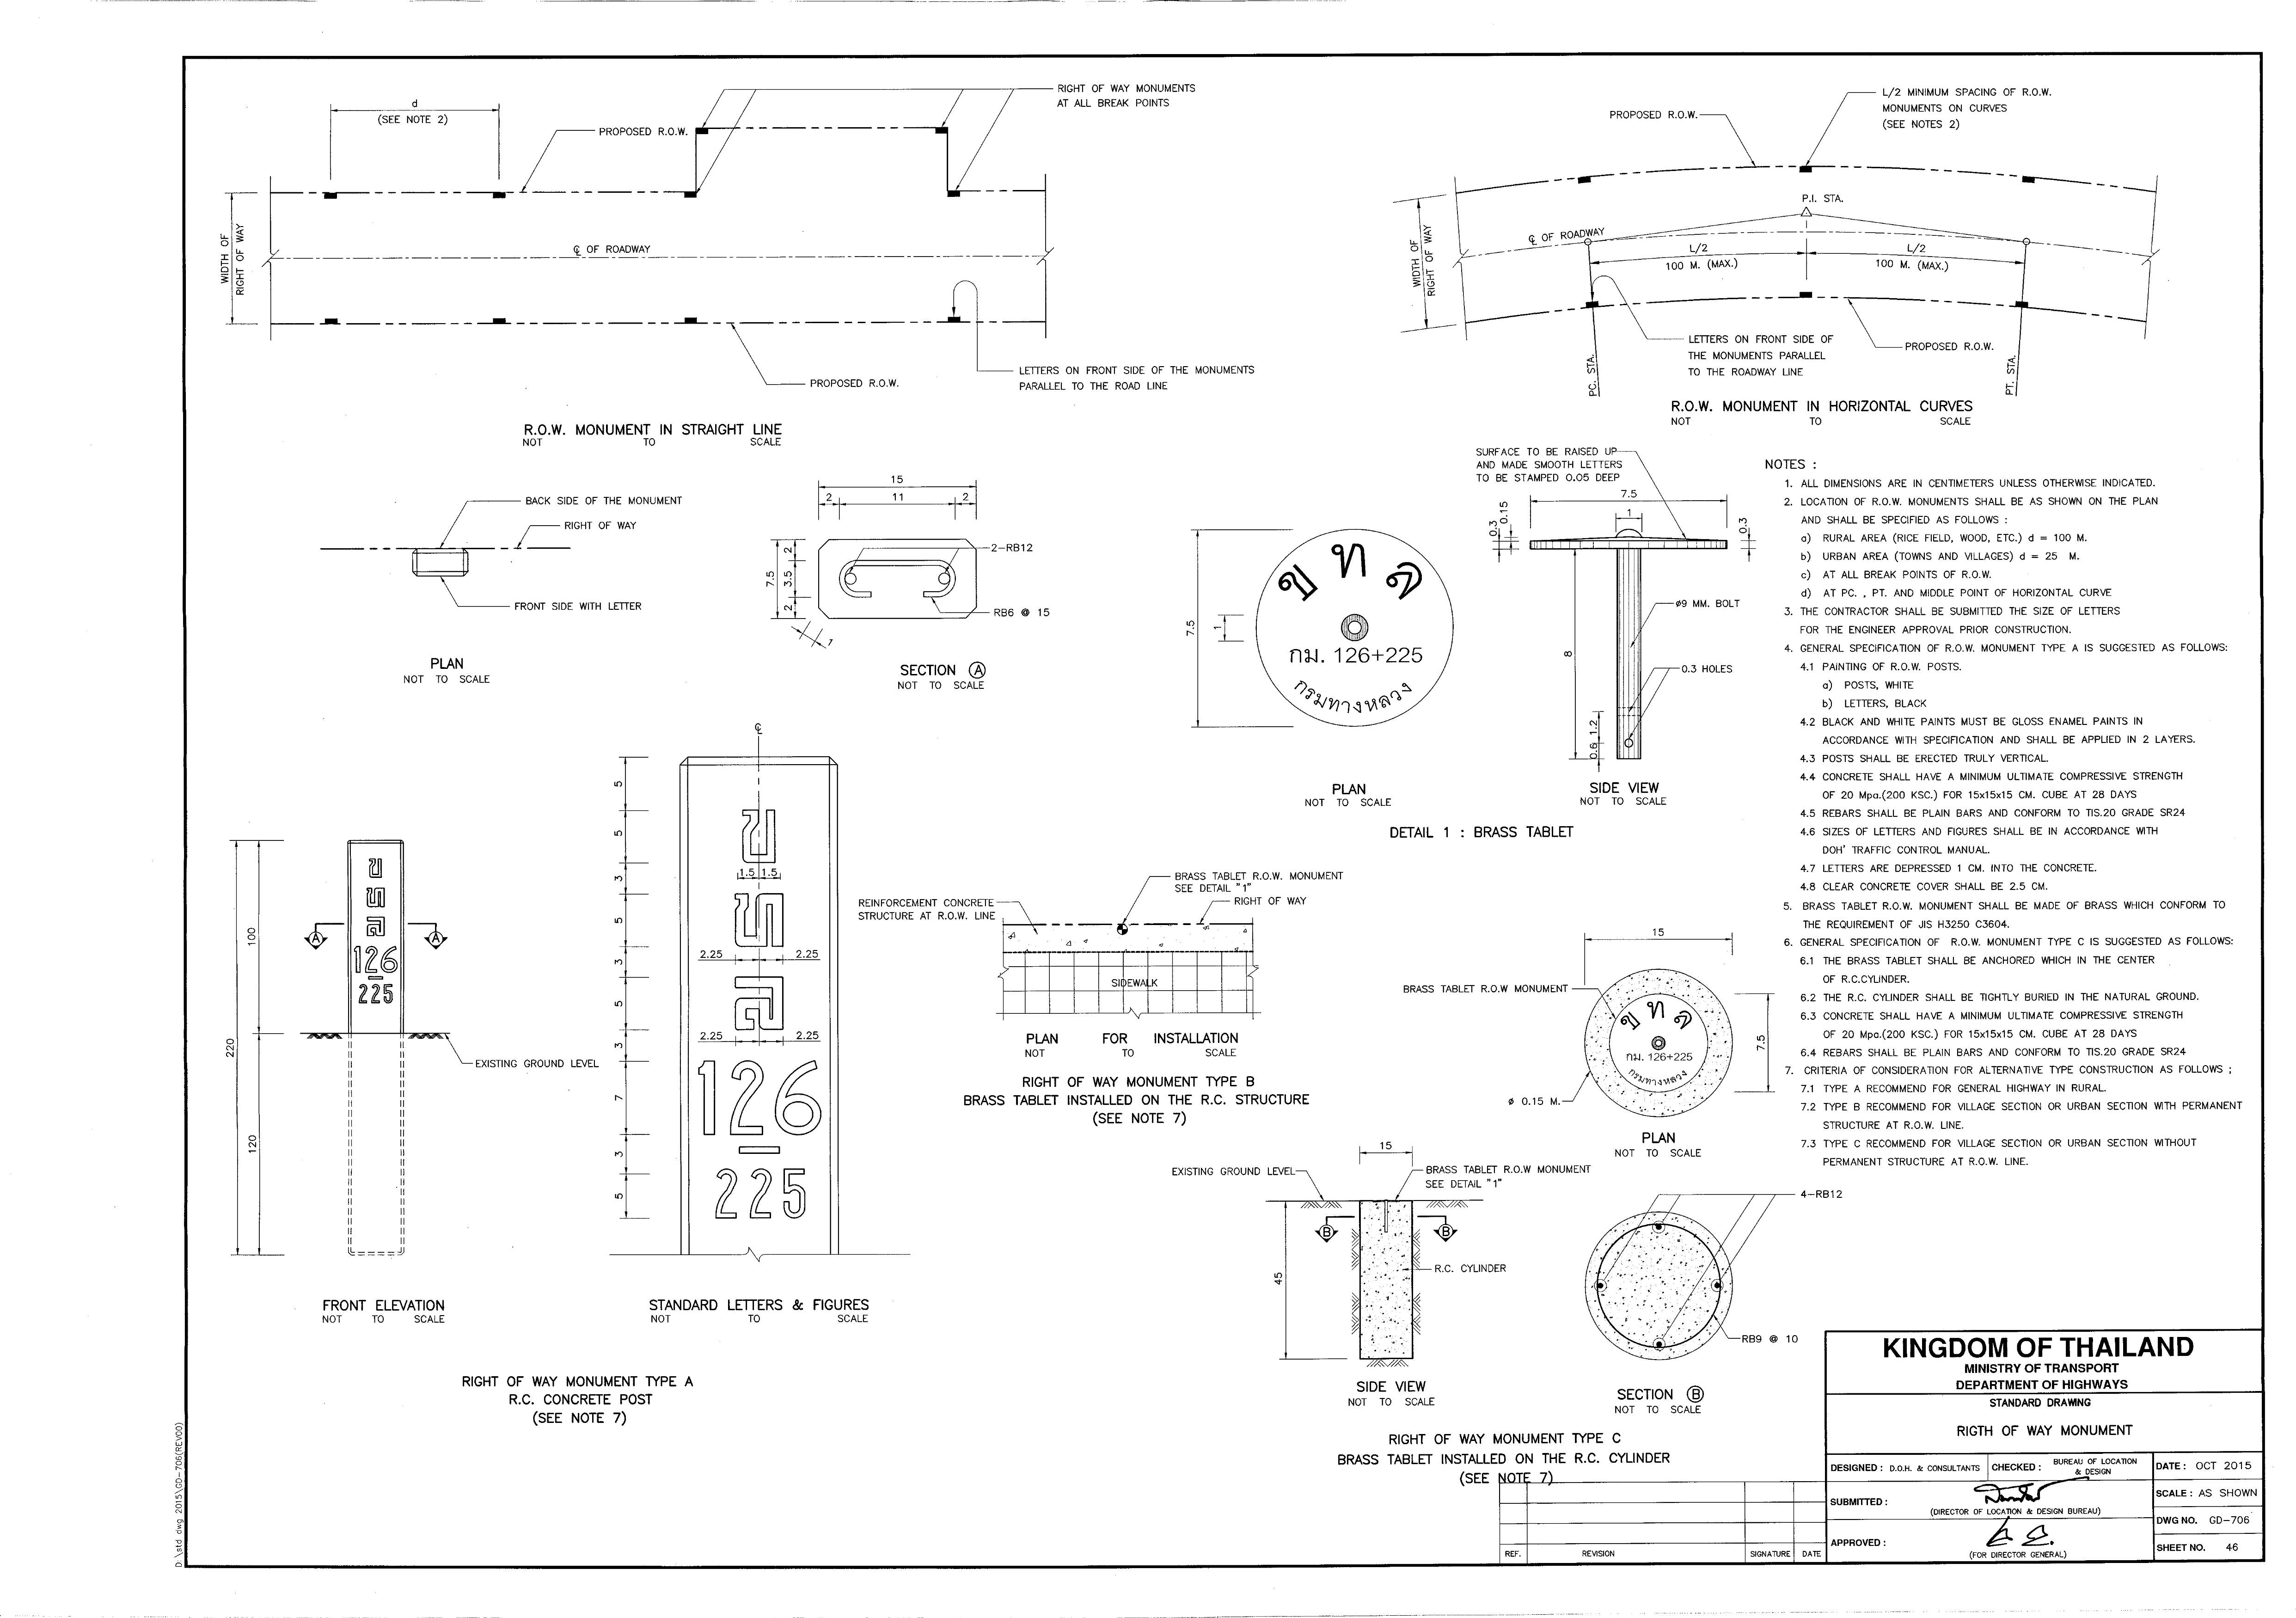 d
(SEE NOTE 2)
PROPOSED R.O.W.
RIGHT OF WAY MONUMENTS
AT ALL BREAK POINTS
WIDTH OF
RIGHT OF WAY
℄ OF ROADWAY
PROPOSED R.O.W.
LETTERS ON FRONT SIDE OF THE MONUMENTS
PARALLEL TO THE ROAD LINE
R.O.W. MONUMENT IN STRAIGHT LINE
NOT TO SCALE
PROPOSED R.O.W.
L/2 MINIMUM SPACING OF R.O.W.
MONUMENTS ON CURVES
(SEE NOTES 2)
P.I. STA.
WIDTH OF
RIGHT OF WAY
℄ OF ROADWAY
L/2
100 M. (MAX.)
L/2
100 M. (MAX.)
PC. STA.
LETTERS ON FRONT SIDE OF
THE MONUMENTS PARALLEL
TO THE ROADWAY LINE
PROPOSED R.O.W.
PT. STA.
R.O.W. MONUMENT IN HORIZONTAL CURVES
NOT TO SCALE
BACK SIDE OF THE MONUMENT
RIGHT OF WAY
FRONT SIDE WITH LETTER
PLAN
NOT TO SCALE
15
2 11 2
7.5
2
3.5
2
1
2-RB12
RB6 @ 15
SECTION A
NOT TO SCALE
7.5
1
ข ท ล
กม. 126+225
กรมทางหลวง
PLAN
NOT TO SCALE
SURFACE TO BE RAISED UP
AND MADE SMOOTH LETTERS
TO BE STAMPED 0.05 DEEP
7.5
1
0.3
0.15
0.3
8
ø9 MM. BOLT
0.3 HOLES
1.2
0.6
SIDE VIEW
NOT TO SCALE
DETAIL 1 : BRASS TABLET
NOTES :
1. ALL DIMENSIONS ARE IN CENTIMETERS UNLESS OTHERWISE INDICATED.
2. LOCATION OF R.O.W. MONUMENTS SHALL BE AS SHOWN ON THE PLAN
AND SHALL BE SPECIFIED AS FOLLOWS :
a) RURAL AREA (RICE FIELD, WOOD, ETC.) d = 100 M.
b) URBAN AREA (TOWNS AND VILLAGES) d = 25 M.
c) AT ALL BREAK POINTS OF R.O.W.
d) AT PC. , PT. AND MIDDLE POINT OF HORIZONTAL CURVE
3. THE CONTRACTOR SHALL BE SUBMITTED THE SIZE OF LETTERS
FOR THE ENGINEER APPROVAL PRIOR CONSTRUCTION.
4. GENERAL SPECIFICATION OF R.O.W. MONUMENT TYPE A IS SUGGESTED AS FOLLOWS:
4.1 PAINTING OF R.O.W. POSTS.
a) POSTS, WHITE
b) LETTERS, BLACK
4.2 BLACK AND WHITE PAINTS MUST BE GLOSS ENAMEL PAINTS IN
ACCORDANCE WITH SPECIFICATION AND SHALL BE APPLIED IN 2 LAYERS.
4.3 POSTS SHALL BE ERECTED TRULY VERTICAL.
4.4 CONCRETE SHALL HAVE A MINIMUM ULTIMATE COMPRESSIVE STRENGTH
OF 20 Mpa.(200 KSC.) FOR 15x15x15 CM. CUBE AT 28 DAYS
4.5 REBARS SHALL BE PLAIN BARS AND CONFORM TO TIS.20 GRADE SR24
4.6 SIZES OF LETTERS AND FIGURES SHALL BE IN ACCORDANCE WITH
DOH' TRAFFIC CONTROL MANUAL.
4.7 LETTERS ARE DEPRESSED 1 CM. INTO THE CONCRETE.
4.8 CLEAR CONCRETE COVER SHALL BE 2.5 CM.
5. BRASS TABLET R.O.W. MONUMENT SHALL BE MADE OF BRASS WHICH CONFORM TO
THE REQUIREMENT OF JIS H3250 C3604.
6. GENERAL SPECIFICATION OF R.O.W. MONUMENT TYPE C IS SUGGESTED AS FOLLOWS:
6.1 THE BRASS TABLET SHALL BE ANCHORED WHICH IN THE CENTER
OF R.C.CYLINDER.
6.2 THE R.C. CYLINDER SHALL BE TIGHTLY BURIED IN THE NATURAL GROUND.
6.3 CONCRETE SHALL HAVE A MINIMUM ULTIMATE COMPRESSIVE STRENGTH
OF 20 Mpa.(200 KSC.) FOR 15x15x15 CM. CUBE AT 28 DAYS
6.4 REBARS SHALL BE PLAIN BARS AND CONFORM TO TIS.20 GRADE SR24
7. CRITERIA OF CONSIDERATION FOR ALTERNATIVE TYPE CONSTRUCTION AS FOLLOWS ;
7.1 TYPE A RECOMMEND FOR GENERAL HIGHWAY IN RURAL.
7.2 TYPE B RECOMMEND FOR VILLAGE SECTION OR URBAN SECTION WITH PERMANENT
STRUCTURE AT R.O.W. LINE.
7.3 TYPE C RECOMMEND FOR VILLAGE SECTION OR URBAN SECTION WITHOUT
PERMANENT STRUCTURE AT R.O.W. LINE.
220
100
120
ข
ท
ล
126
225
A A
EXISTING GROUND LEVEL
FRONT ELEVATION
NOT TO SCALE
℄
5
5
3
5
3
5
3
7
3
5
ข
1.5 1.5
ท
2.25 2.25
ล
2.25 2.25
126
225
STANDARD LETTERS & FIGURES
NOT TO SCALE
RIGHT OF WAY MONUMENT TYPE A
R.C. CONCRETE POST
(SEE NOTE 7)
BRASS TABLET R.O.W. MONUMENT
SEE DETAIL "1"
REINFORCEMENT CONCRETE
STRUCTURE AT R.O.W. LINE
RIGHT OF WAY
SIDEWALK
PLAN FOR INSTALLATION
NOT TO SCALE
RIGHT OF WAY MONUMENT TYPE B
BRASS TABLET INSTALLED ON THE R.C. STRUCTURE
(SEE NOTE 7)
15
BRASS TABLET R.O.W MONUMENT
ข ท ล
กม. 126+225
กรมทางหลวง
7.5
ø 0.15 M.
PLAN
NOT TO SCALE
15
EXISTING GROUND LEVEL
BRASS TABLET R.O.W MONUMENT
SEE DETAIL "1"
B B
45
R.C. CYLINDER
SIDE VIEW
NOT TO SCALE
4-RB12
RB9 @ 10
SECTION B
NOT TO SCALE
RIGHT OF WAY MONUMENT TYPE C
BRASS TABLET INSTALLED ON THE R.C. CYLINDER
(SEE NOTE 7)
KINGDOM OF THAILAND
MINISTRY OF TRANSPORT
DEPARTMENT OF HIGHWAYS
STANDARD DRAWING
RIGTH OF WAY MONUMENT
DESIGNED : D.O.H. & CONSULTANTS
CHECKED : BUREAU OF LOCATION
& DESIGN
DATE : OCT 2015
SUBMITTED :
(DIRECTOR OF LOCATION & DESIGN BUREAU)
SCALE : AS SHOWN
DWG NO. GD-706
APPROVED :
(FOR DIRECTOR GENERAL)
SHEET NO. 46
REF. REVISION SIGNATURE DATE
D:\std dwg 2015\GD-706(REV00)